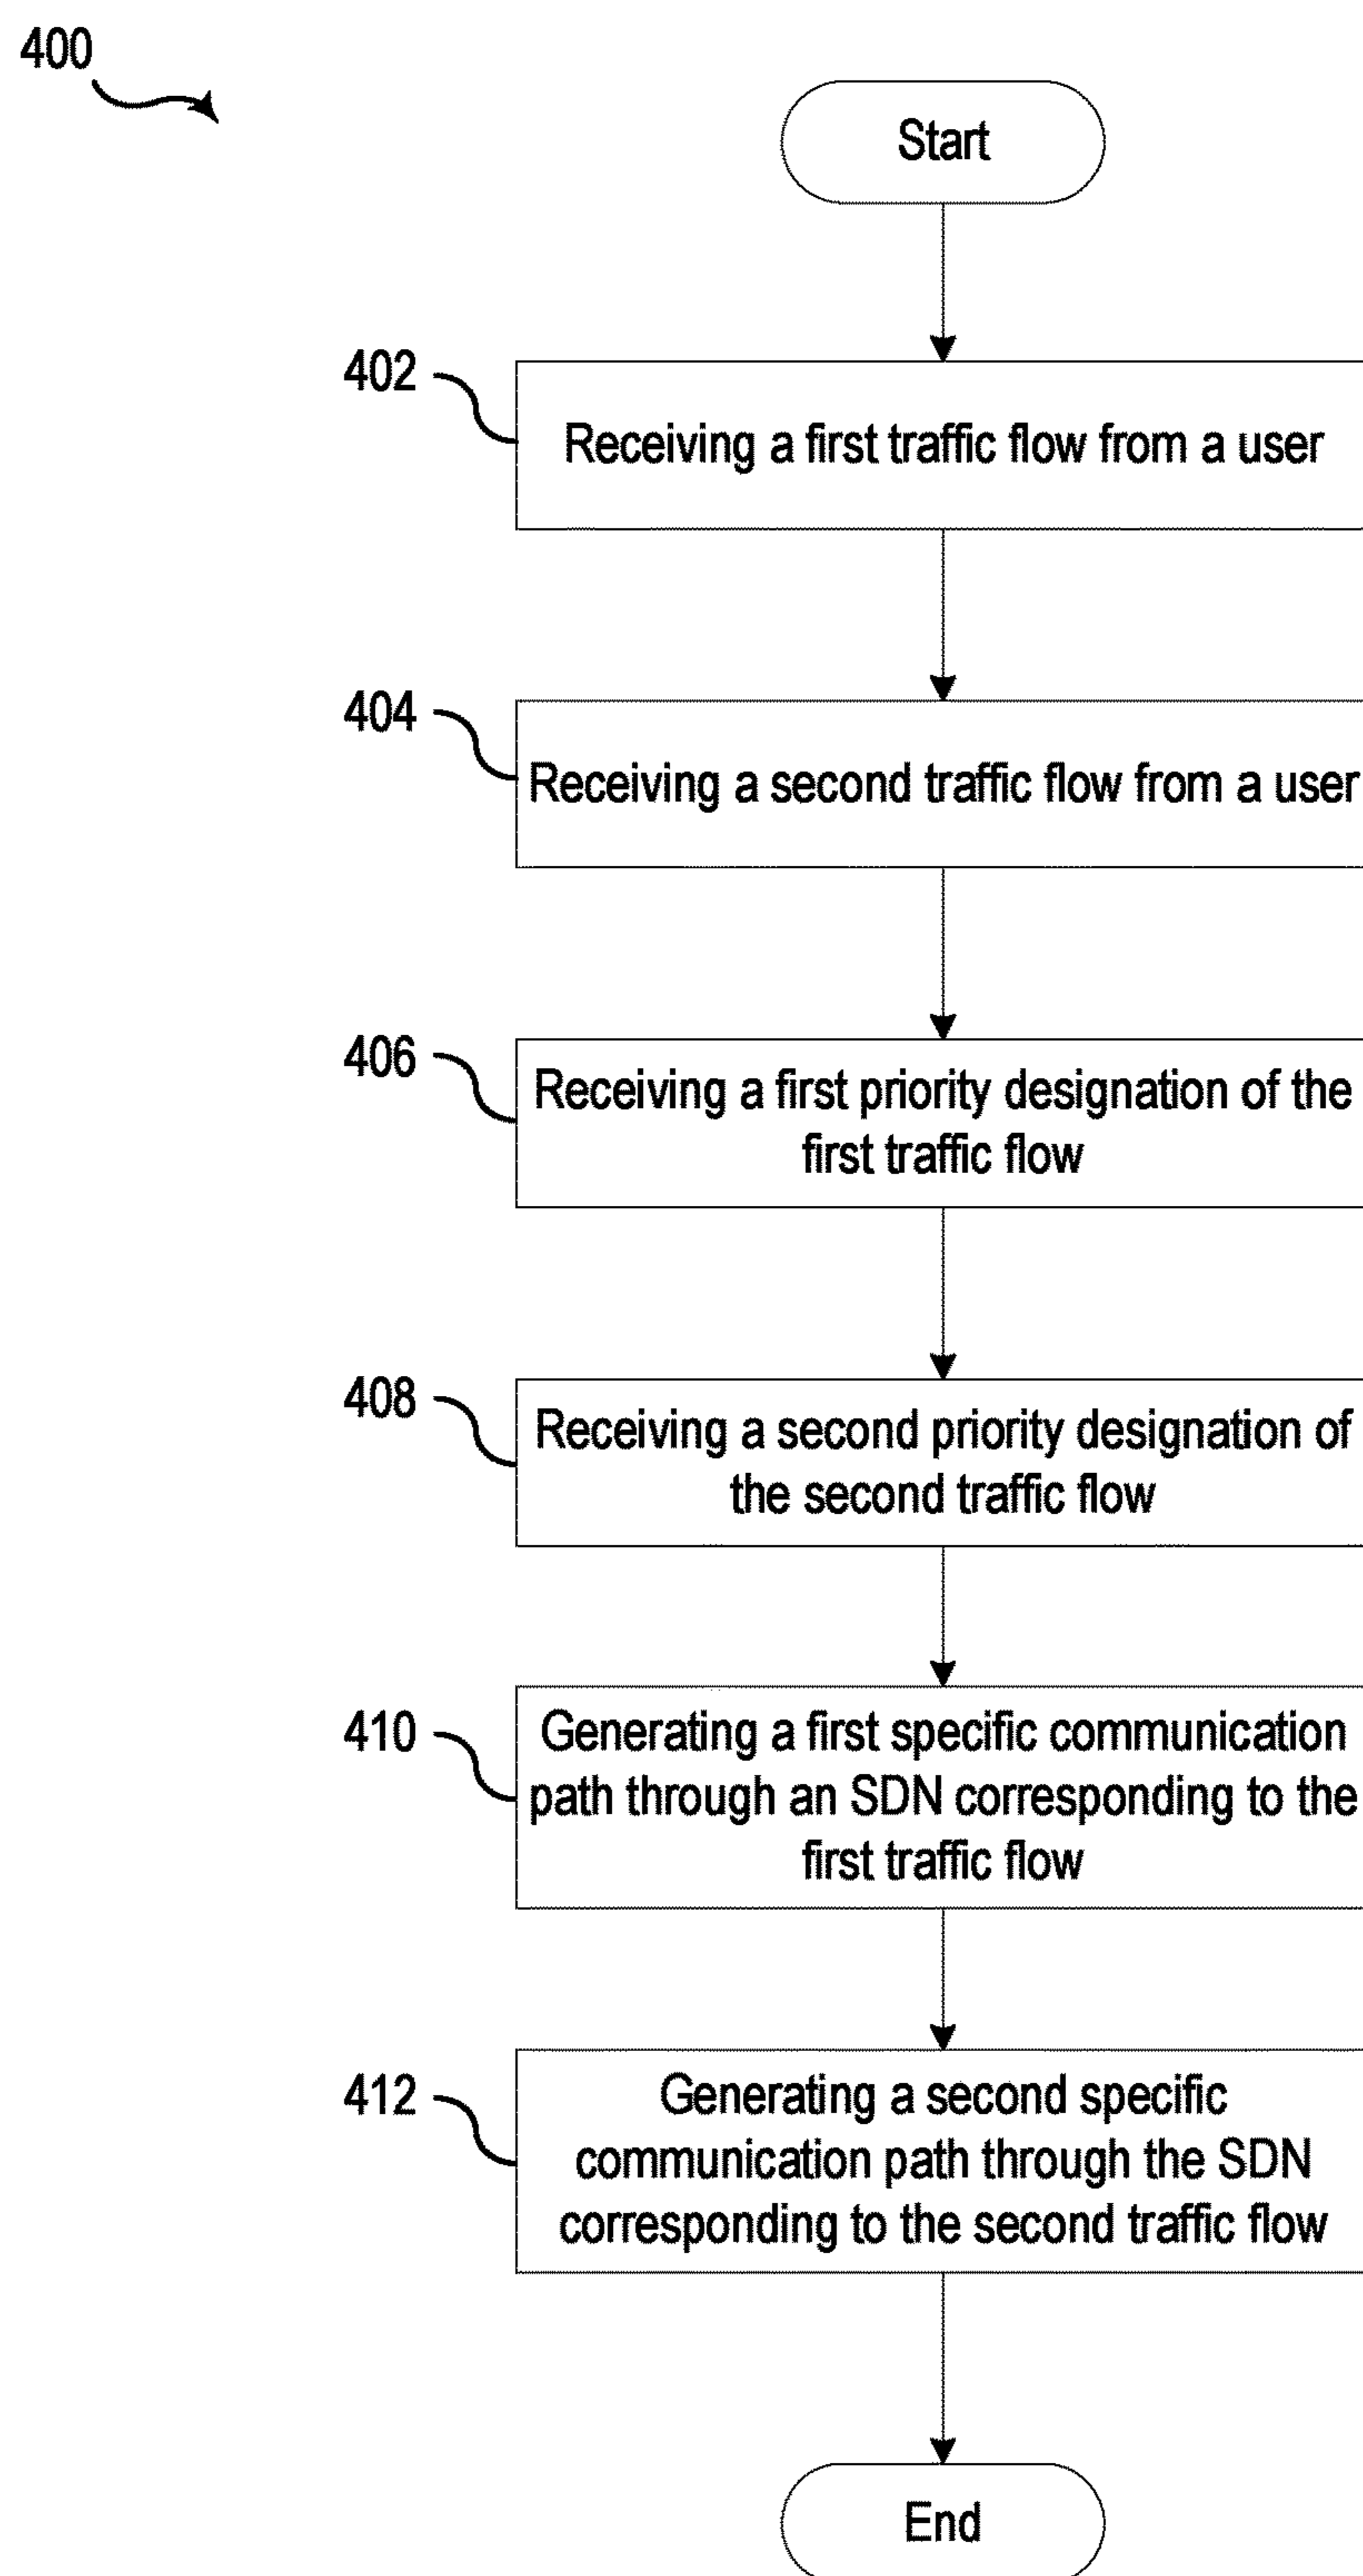 400
Start
402
Receiving a first traffic flow from a user
404
Receiving a second traffic flow from a user
406
Receiving a first priority designation of the
first traffic flow
408
Receiving a second priority designation of
the second traffic flow
410
Generating a first specific communication
path through an SDN corresponding to the
first traffic flow
412
Generating a second specific
communication path through the SDN
corresponding to the second traffic flow
End